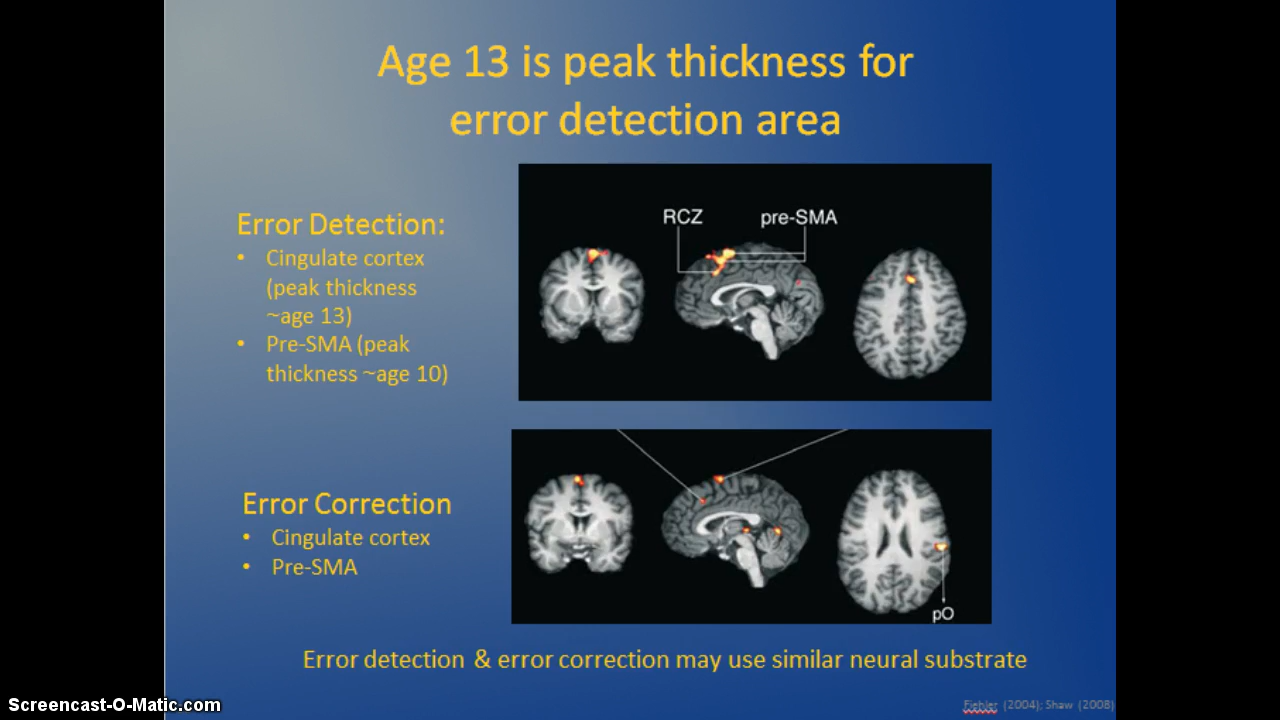 Age 13 is peak thickness for
error detection area
Error Detection:
• Cingulate cortex
(peak thickness
~age 13)
• Pre-SMA (peak
thickness ~age 10)
RCZ pre-SMA
Error Correction
• Cingulate cortex
• Pre-SMA
pO
Error detection & error correction may use similar neural substrate
Fiehler (2004); Shaw (2008)
Screencast-O-Matic.com